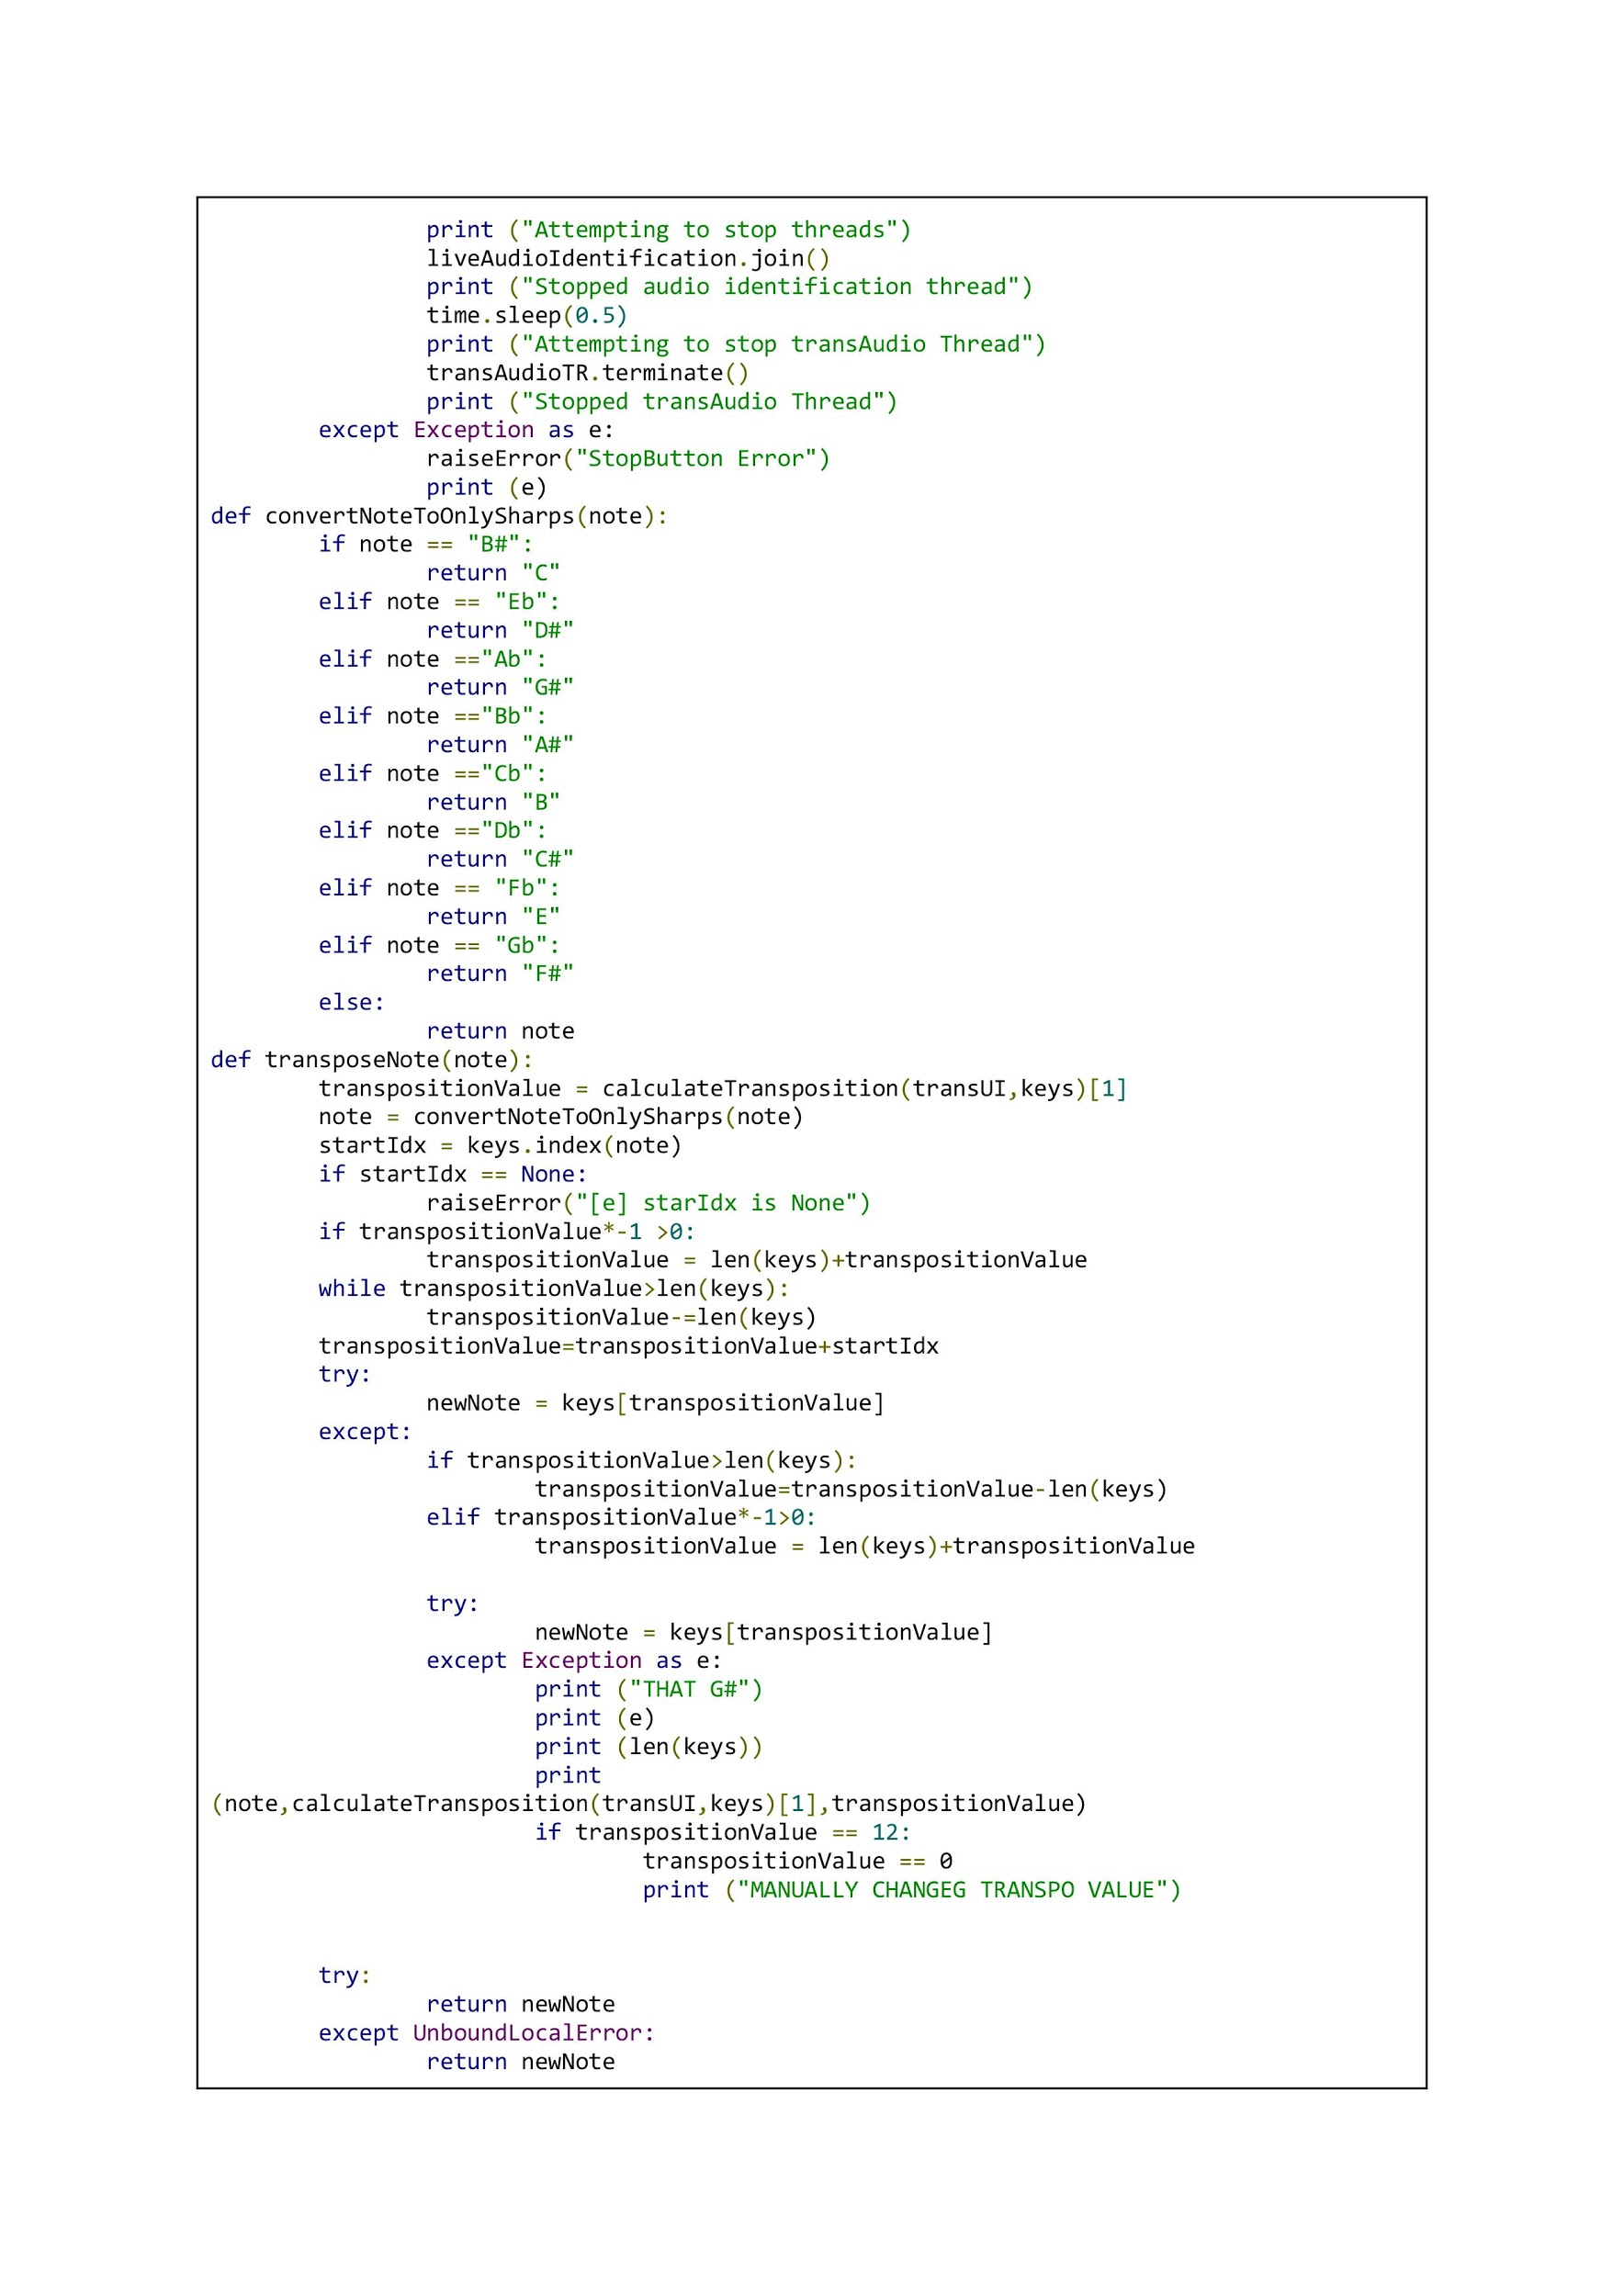 print ("Attempting to stop threads")
liveAudioIdentification.join()
print ("Stopped audio identification thread")
time.sleep(0.5)
print ("Attempting to stop transAudio Thread")
transAudioTR.terminate()
print ("Stopped transAudio Thread")
except Exception as e:
raiseError("StopButton Error")
print (e)
def convertNoteToOnlySharps(note):
if note == "B#":
return "C"
elif note == "Eb":
return "D#"
elif note =="Ab":
return "G#"
elif note =="Bb":
return "A#"
elif note =="Cb":
return "B"
elif note =="Db":
return "C#"
elif note == "Fb":
return "E"
elif note == "Gb":
return "F#"
else:
return note
def transposeNote(note):
transpositionValue = calculateTransposition(transUI,keys)[1]
note = convertNoteToOnlySharps(note)
startIdx = keys.index(note)
if startIdx == None:
raiseError("[e] starIdx is None")
if transpositionValue*-1 >0:
transpositionValue = len(keys)+transpositionValue
while transpositionValue>len(keys):
transpositionValue-=len(keys)
transpositionValue=transpositionValue+startIdx
try:
newNote = keys[transpositionValue]
except:
if transpositionValue>len(keys):
transpositionValue=transpositionValue-len(keys)
elif transpositionValue*-1>0:
transpositionValue = len(keys)+transpositionValue
try:
newNote = keys[transpositionValue]
except Exception as e:
print ("THAT G#")
print (e)
print (len(keys))
print
(note,calculateTransposition(transUI,keys)[1],transpositionValue)
if transpositionValue == 12:
transpositionValue == 0
print ("MANUALLY CHANGEG TRANSPO VALUE")
try:
return newNote
except UnboundLocalError:
return newNote